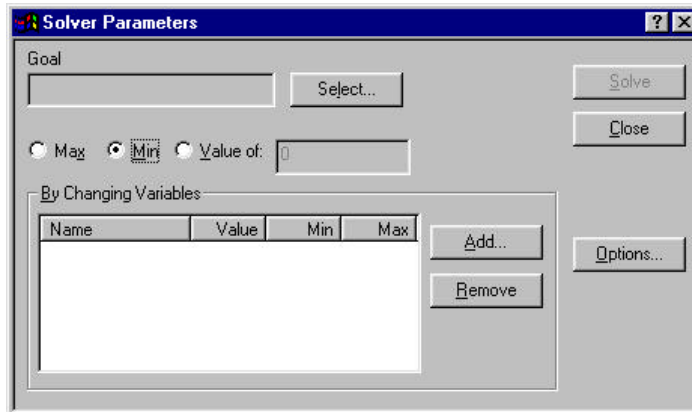 Solver Parameters
Goal
Select...
Solve
Close
Max Min Value of: 0
By Changing Variables
Name Value Min Max
Add...
Options...
Remove